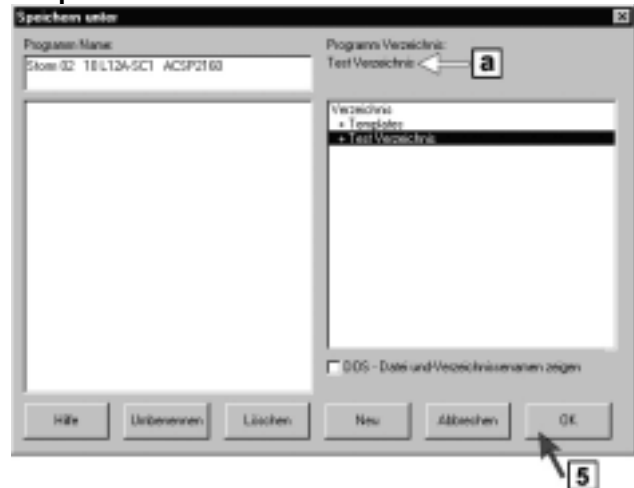 Speichern unter
Programm Name:
Programm Verzeichnis:
Storm 02 18 L12A-SC1 ACSP2160
Test Verzeichnis
a
Verzeichnis
+ Templates
+ Test Verzeichnis
DOS - Datei und Verzeichnissenamen zeigen
Hilfe
Umbenennen
Löschen
Neu
Abbrechen
OK
5